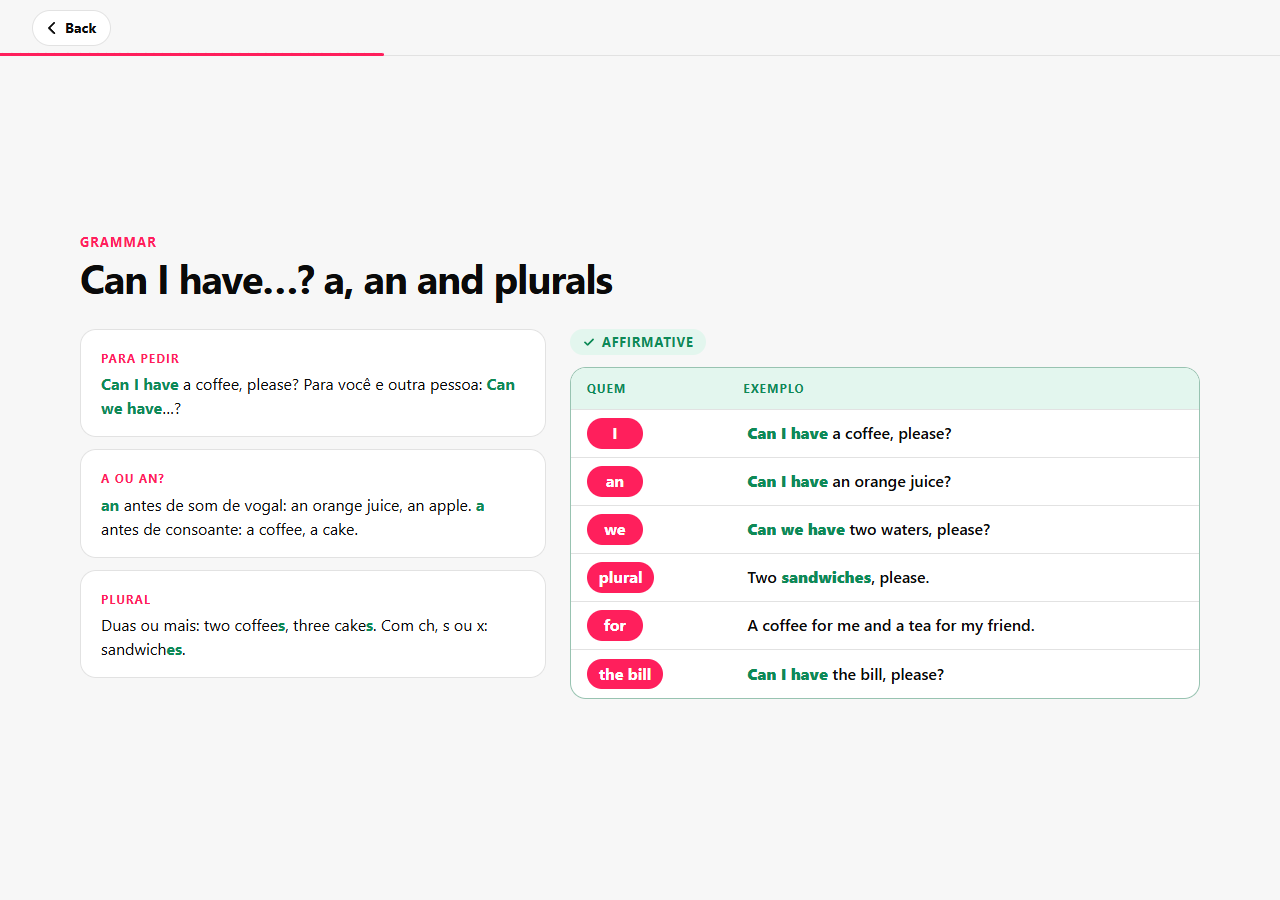 Back
GRAMMAR
Can I have…? a, an and plurals
PARA PEDIR
Can I have a coffee, please? Para você e outra pessoa: Can
we have…?
A OU AN?
an antes de som de vogal: an orange juice, an apple. a
antes de consoante: a coffee, a cake.
PLURAL
Duas ou mais: two coffees, three cakes. Com ch, s ou x:
sandwiches.
AFFIRMATIVE
QUEM EXEMPLO
I Can I have a coffee, please?
an Can I have an orange juice?
we Can we have two waters, please?
plural Two sandwiches, please.
for A coffee for me and a tea for my friend.
the bill Can I have the bill, please?